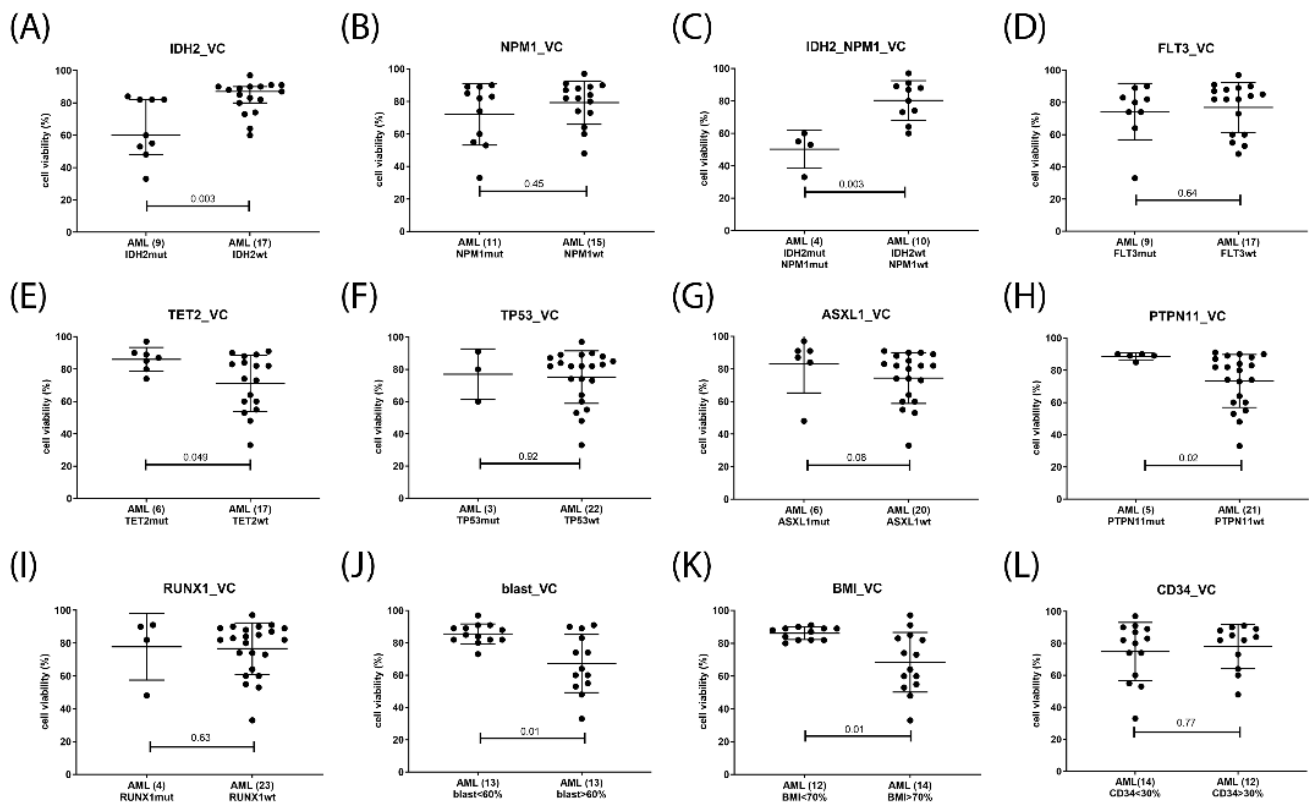 (A)
IDH2_VC
cell viability (%)
100
80
60
40
20
0
0.003
AML (9)
IDH2mut
AML (17)
IDH2wt
(B)
NPM1_VC
cell viability (%)
100
80
60
40
20
0
0.45
AML (11)
NPM1mut
AML (15)
NPM1wt
(C)
IDH2_NPM1_VC
cell viability (%)
100
80
60
40
20
0
0.003
AML (4)
IDH2mut
NPM1mut
AML (10)
IDH2wt
NPM1wt
(D)
FLT3_VC
cell viability (%)
100
80
60
40
20
0
0.64
AML (9)
FLT3mut
AML (17)
FLT3wt
(E)
TET2_VC
cell viability (%)
100
80
60
40
20
0
0.049
AML (6)
TET2mut
AML (17)
TET2wt
(F)
TP53_VC
cell viability (%)
100
80
60
40
20
0
0.92
AML (3)
TP53mut
AML (22)
TP53wt
(G)
ASXL1_VC
cell viability (%)
100
80
60
40
20
0
0.08
AML (6)
ASXL1mut
AML (20)
ASXL1wt
(H)
PTPN11_VC
cell viability (%)
100
80
60
40
20
0
0.02
AML (5)
PTPN11mut
AML (21)
PTPN11wt
(I)
RUNX1_VC
cell viability (%)
100
80
60
40
20
0
0.63
AML (4)
RUNX1mut
AML (23)
RUNX1wt
(J)
blast_VC
cell viability (%)
100
80
60
40
20
0
0.01
AML (13)
blast<60%
AML (13)
blast>60%
(K)
BMI_VC
cell viability (%)
100
80
60
40
20
0
0.01
AML (12)
BMI<70%
AML (14)
BMI>70%
(L)
CD34_VC
cell viability (%)
100
80
60
40
20
0
0.77
AML(14)
CD34<30%
AML (12)
CD34>30%